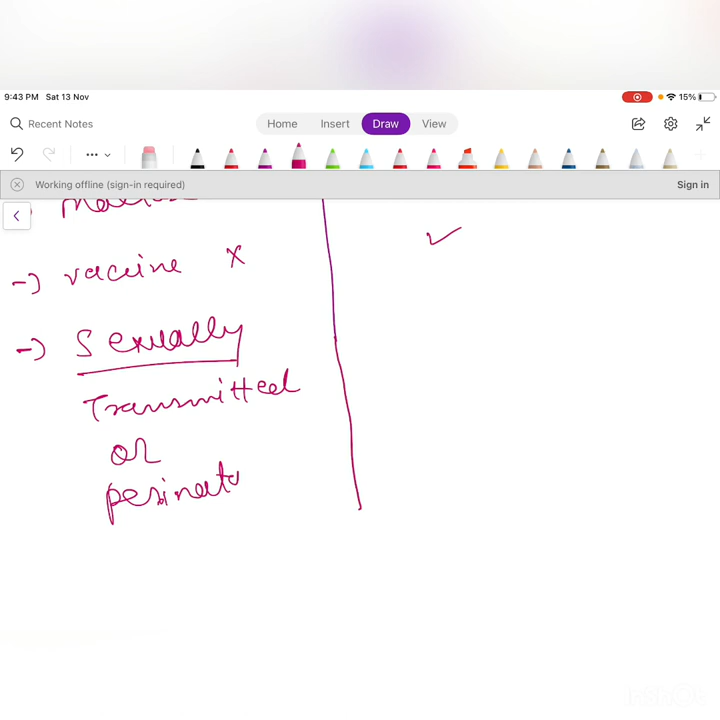 9:43 PM Sat 13 Nov
15%
Recent Notes
Home Insert Draw View
Working offline (sign-in required)
Sign in
-) vaccine x
-) Sexually
Transmitted
or
perinata